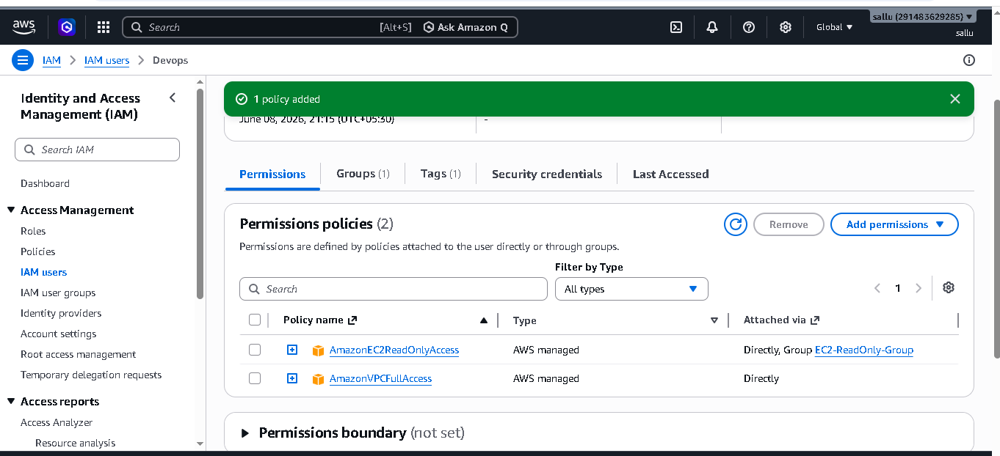 aws
Search [Alt+S] Ask Amazon Q
Global
sallu (291483629285)
sallu
IAM IAM users Devops
Identity and Access Management (IAM)
Search IAM
Dashboard
Access Management
Roles
Policies
IAM users
IAM user groups
Identity providers
Account settings
Root access management
Temporary delegation requests
Access reports
Access Analyzer
Resource analysis
1 policy added
June 08, 2026, 21:15 (UTC+05:30) -
Permissions Groups (1) Tags (1) Security credentials Last Accessed
Permissions policies (2)
Remove Add permissions
Permissions are defined by policies attached to the user directly or through groups.
Filter by Type
Search All types 1
Policy name Type Attached via
AmazonEC2ReadOnlyAccess AWS managed Directly, Group EC2-ReadOnly-Group
AmazonVPCFullAccess AWS managed Directly
Permissions boundary (not set)